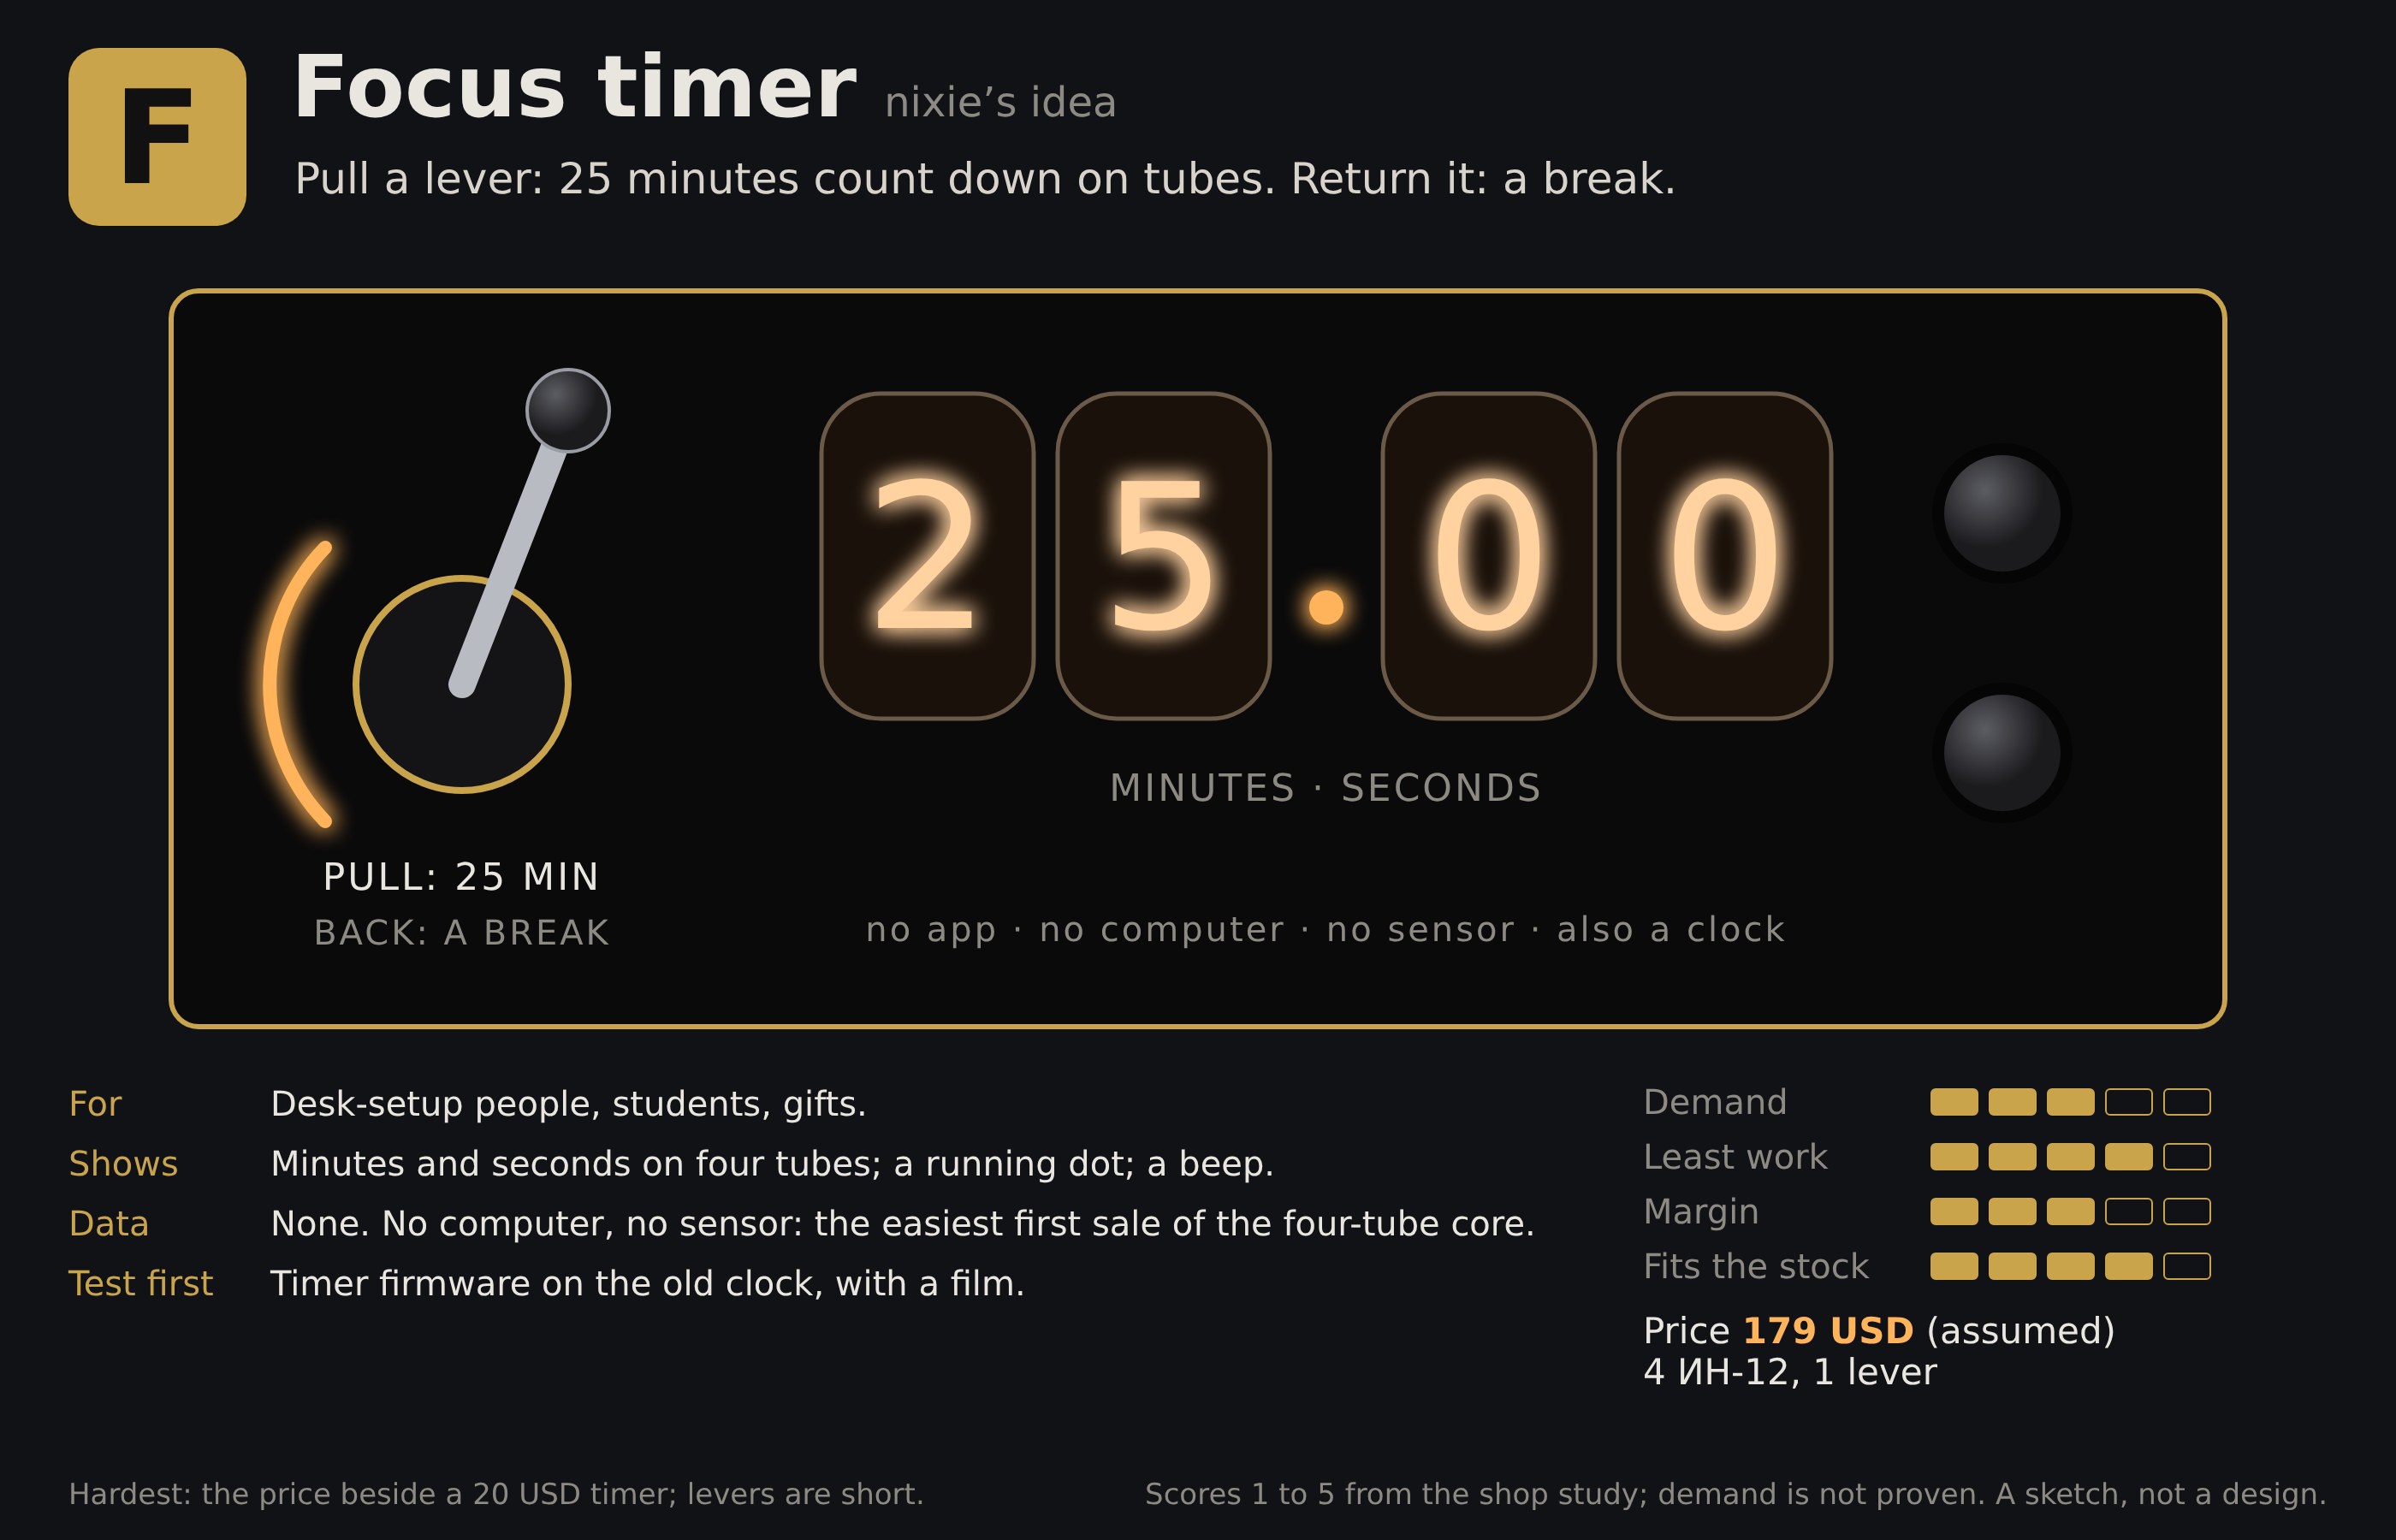 F
Focus timer nixie’s idea
Pull a lever: 25 minutes count down on tubes. Return it: a break.
25.00
MINUTES · SECONDS
PULL: 25 MIN
BACK: A BREAK
no app · no computer · no sensor · also a clock
For Desk-setup people, students, gifts.
Shows Minutes and seconds on four tubes; a running dot; a beep.
Data None. No computer, no sensor: the easiest first sale of the four-tube core.
Test first Timer firmware on the old clock, with a film.
Demand
Least work
Margin
Fits the stock
Price 179 USD (assumed)
4 ИН-12, 1 lever
Hardest: the price beside a 20 USD timer; levers are short.
Scores 1 to 5 from the shop study; demand is not proven. A sketch, not a design.